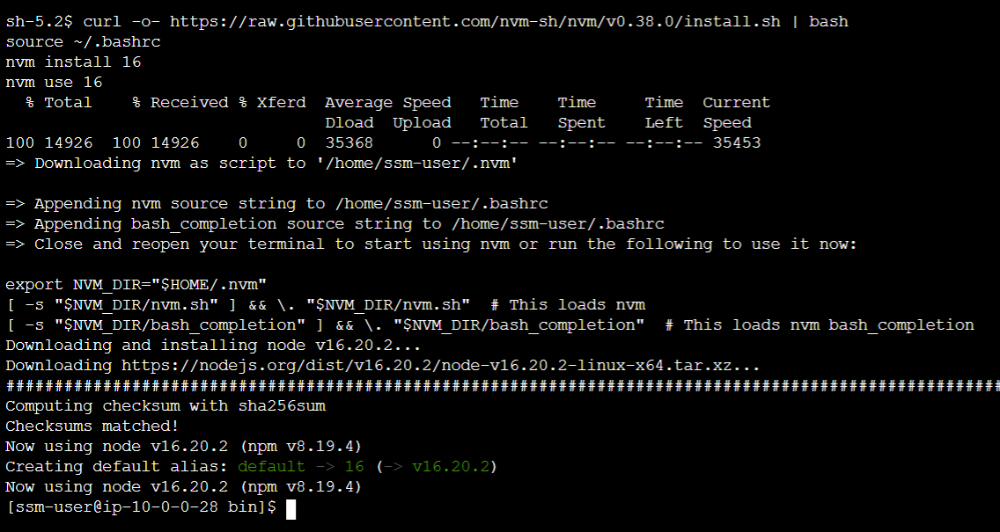 sh-5.2$ curl -o- https://raw.githubusercontent.com/nvm-sh/nvm/v0.38.0/install.sh | bash
source ~/.bashrc
nvm install 16
nvm use 16
  % Total    % Received % Xferd  Average Speed   Time    Time     Time  Current
                                 Dload  Upload   Total   Spent    Left  Speed
100 14926  100 14926    0     0  35368      0 --:--:-- --:--:-- --:--:-- 35453
=> Downloading nvm as script to '/home/ssm-user/.nvm'

=> Appending nvm source string to /home/ssm-user/.bashrc
=> Appending bash_completion source string to /home/ssm-user/.bashrc
=> Close and reopen your terminal to start using nvm or run the following to use it now:

export NVM_DIR="$HOME/.nvm"
[ -s "$NVM_DIR/nvm.sh" ] && \. "$NVM_DIR/nvm.sh"  # This loads nvm
[ -s "$NVM_DIR/bash_completion" ] && \. "$NVM_DIR/bash_completion"  # This loads nvm bash_completion
Downloading and installing node v16.20.2...
Downloading https://nodejs.org/dist/v16.20.2/node-v16.20.2-linux-x64.tar.xz...
#######################################################################################################
Computing checksum with sha256sum
Checksums matched!
Now using node v16.20.2 (npm v8.19.4)
Creating default alias: default -> 16 (-> v16.20.2)
Now using node v16.20.2 (npm v8.19.4)
[ssm-user@ip-10-0-0-28 bin]$